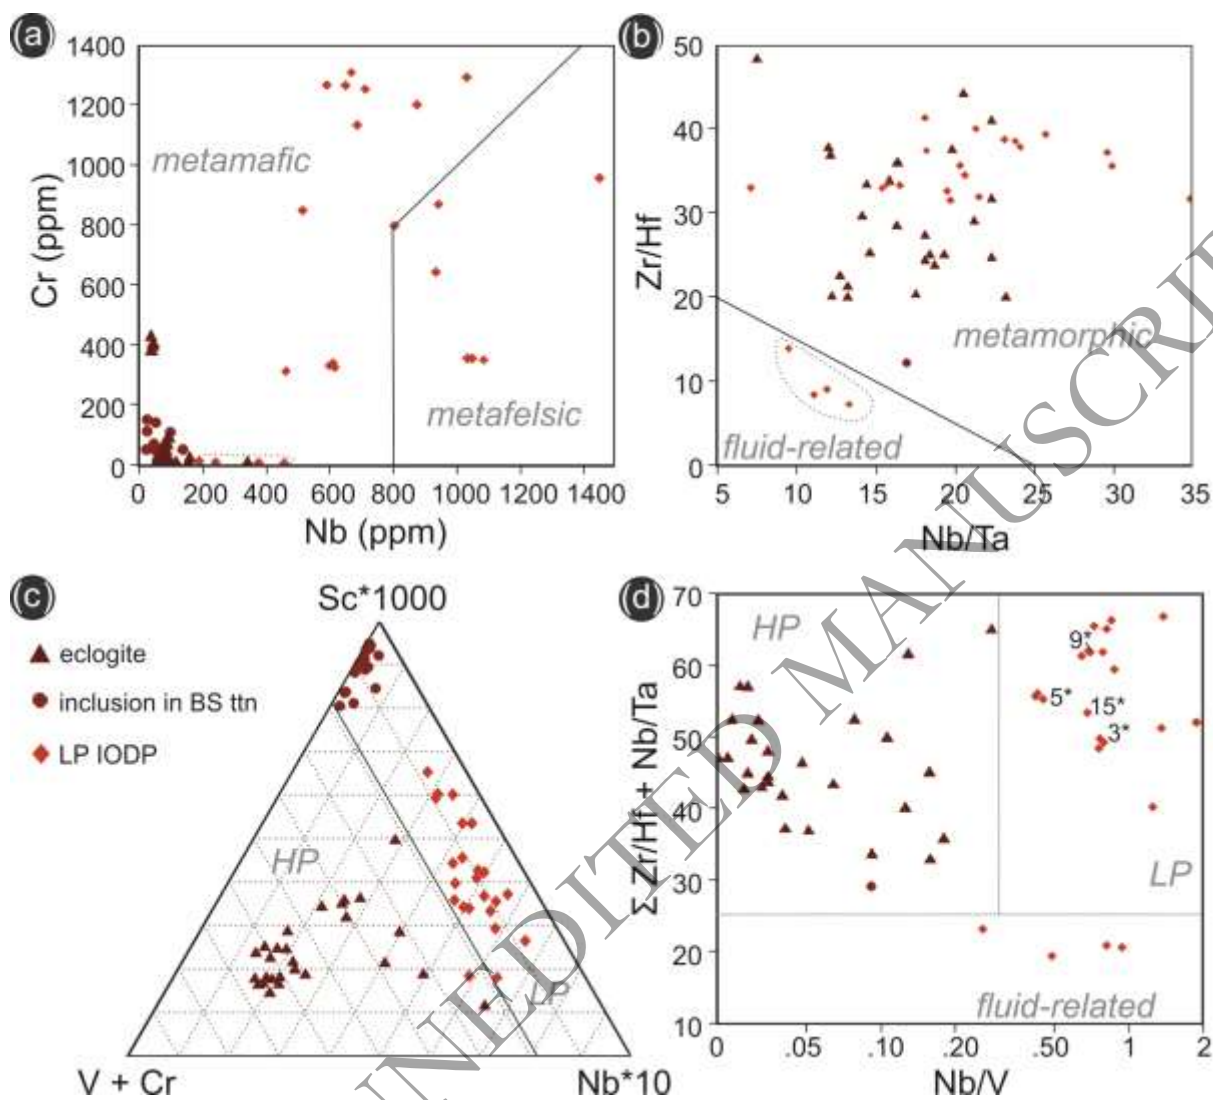 (a)
Cr (ppm)
1400
1200
1000
800
600
400
200
0
metamafic
metafelsic
0 200 400 600 800 1000 1200 1400
Nb (ppm)
(b)
Zr/Hf
50
40
30
20
10
0
metamorphic
fluid-related
5 10 15 20 25 30 35
Nb/Ta
(c)
Sc*1000
eclogite
inclusion in BS ttn
LP IODP
HP
LP
V + Cr
Nb*10
(d)
Σ Zr/Hf + Nb/Ta
70
60
50
40
30
20
10
HP
9*
5*
15*
3*
LP
fluid-related
0 .05 .10 .20 .50 1 2
Nb/V
UNEDITED MANUSCRI